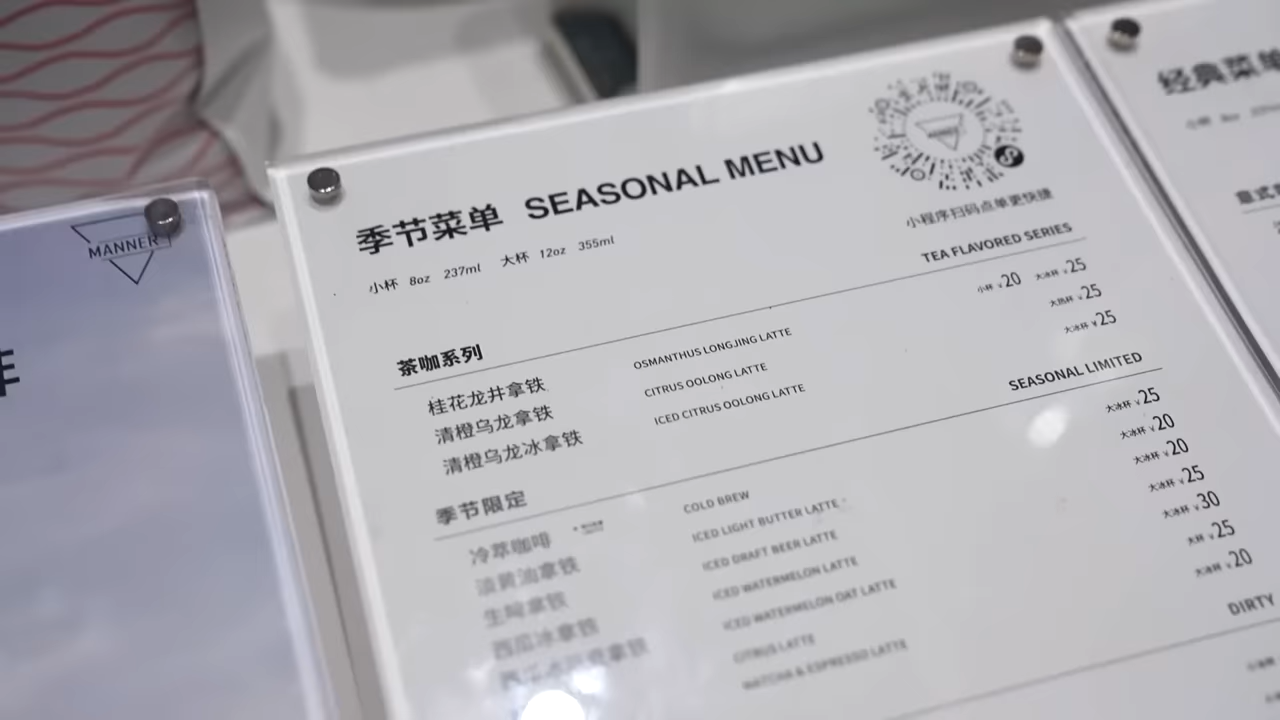 MANNER
季节菜单 SEASONAL MENU
小杯 8oz 237ml 大杯 12oz 355ml
小程序扫码点单更快捷
茶咖系列 TEA FLAVORED SERIES
桂花龙井拿铁 OSMANTHUS LONGJING LATTE 小杯 ¥20 大冰杯 ¥25
清橙乌龙拿铁 CITRUS OOLONG LATTE 大热杯 ¥25
清橙乌龙冰拿铁 ICED CITRUS OOLONG LATTE 大冰杯 ¥25
季节限定 SEASONAL LIMITED
冷萃咖啡 COLD BREW 大冰杯 ¥25
淡黄油拿铁 ICED LIGHT BUTTER LATTE 大冰杯 ¥20
生啤拿铁 ICED DRAFT BEER LATTE 大冰杯 ¥20
西瓜冰拿铁 ICED WATERMELON LATTE 大冰杯 ¥25
ICED WATERMELON OAT LATTE 大冰杯 ¥30
CITRUS LATTE 大杯 ¥25
MATCHA & ESPRESSO LATTE 大冰杯 ¥20
DIRTY
经典菜单
小杯 8oz
意式